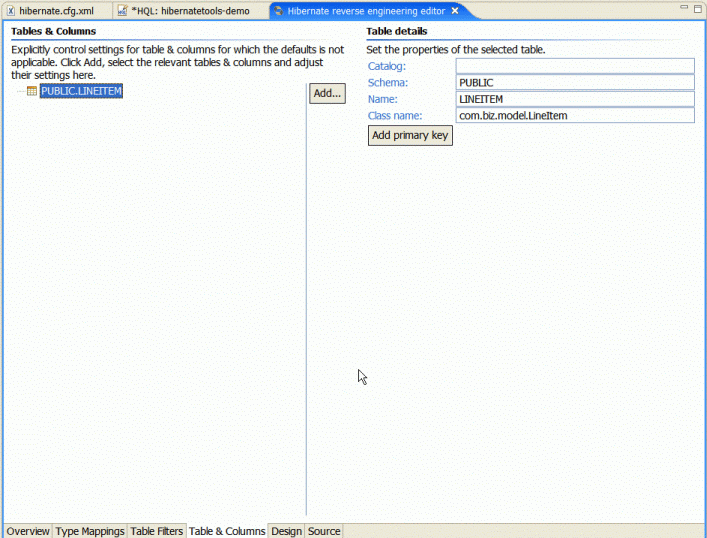 hibernate.cfg.xml
*HQL: hibernatetools-demo
Hibernate reverse engineering editor
Tables & Columns
Explicitly control settings for table & columns for which the defaults is not
applicable. Click Add, select the relevant tables & columns and adjust
their settings here.
PUBLIC.LINEITEM
Add...
Table details
Set the properties of the selected table.
Catalog:
Schema: PUBLIC
Name: LINEITEM
Class name: com.biz.model.LineItem
Add primary key
Overview Type Mappings Table Filters Table & Columns Design Source